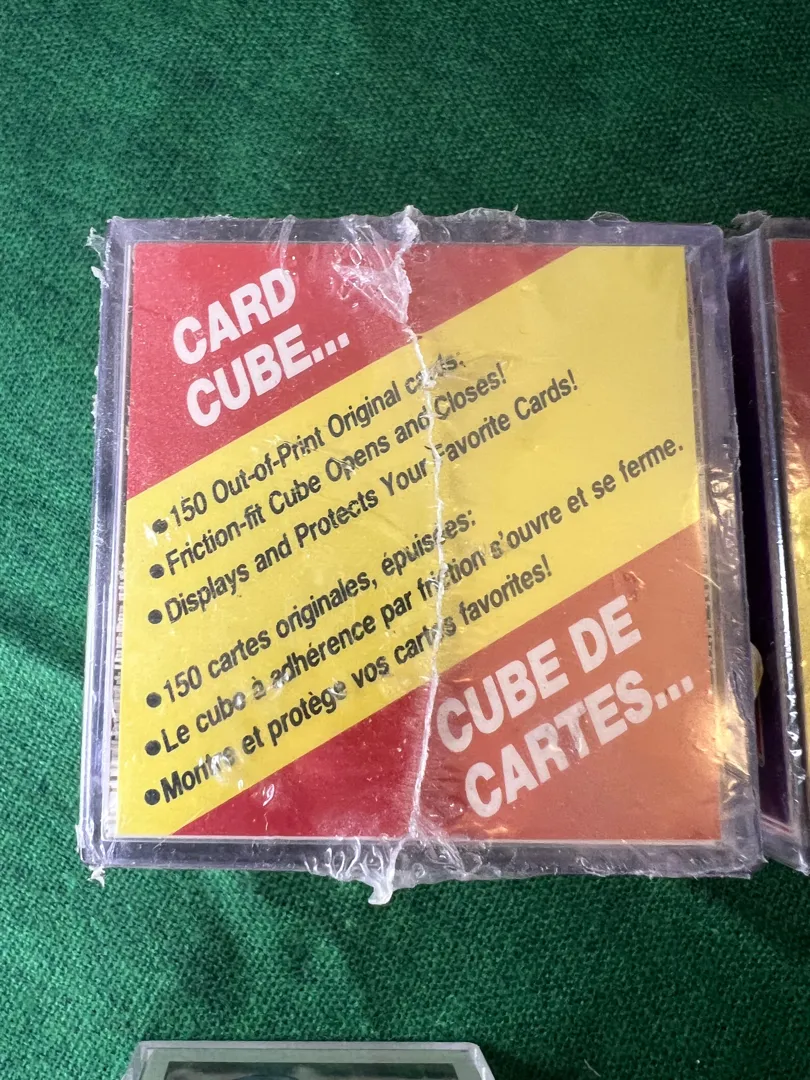 CARD
CUBE...
•150 Out-of-Print Original cards:
•Friction-fit Cube Opens and Closes!
•Displays and Protects Your Favorite Cards!
•150 cartes originales, épuisées:
•Le cubo à adhérence par friction s'ouvre et se ferme.
•Montre et protège vos cartes favorites!
CUBE DE
CARTES...